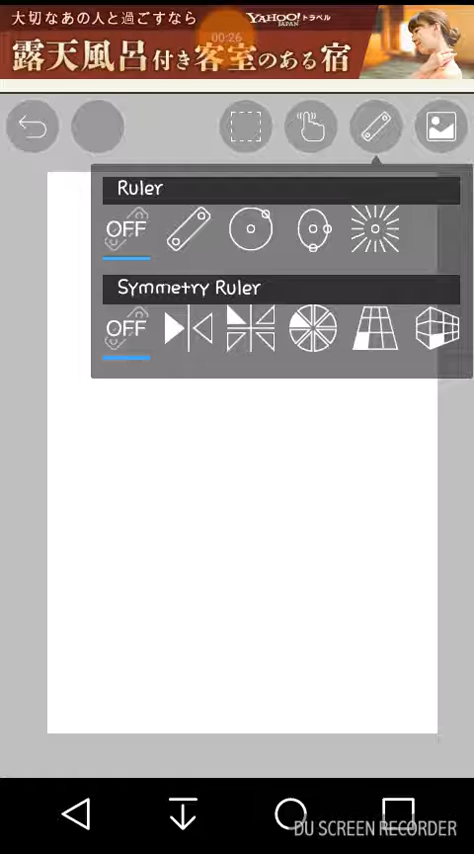 大切なあの人と過ごすなら YAHOO! JAPAN トラベル
00:26
露天風呂付き客室のある宿
Ruler
OFF
Symmetry Ruler
OFF
DU SCREEN RECORDER